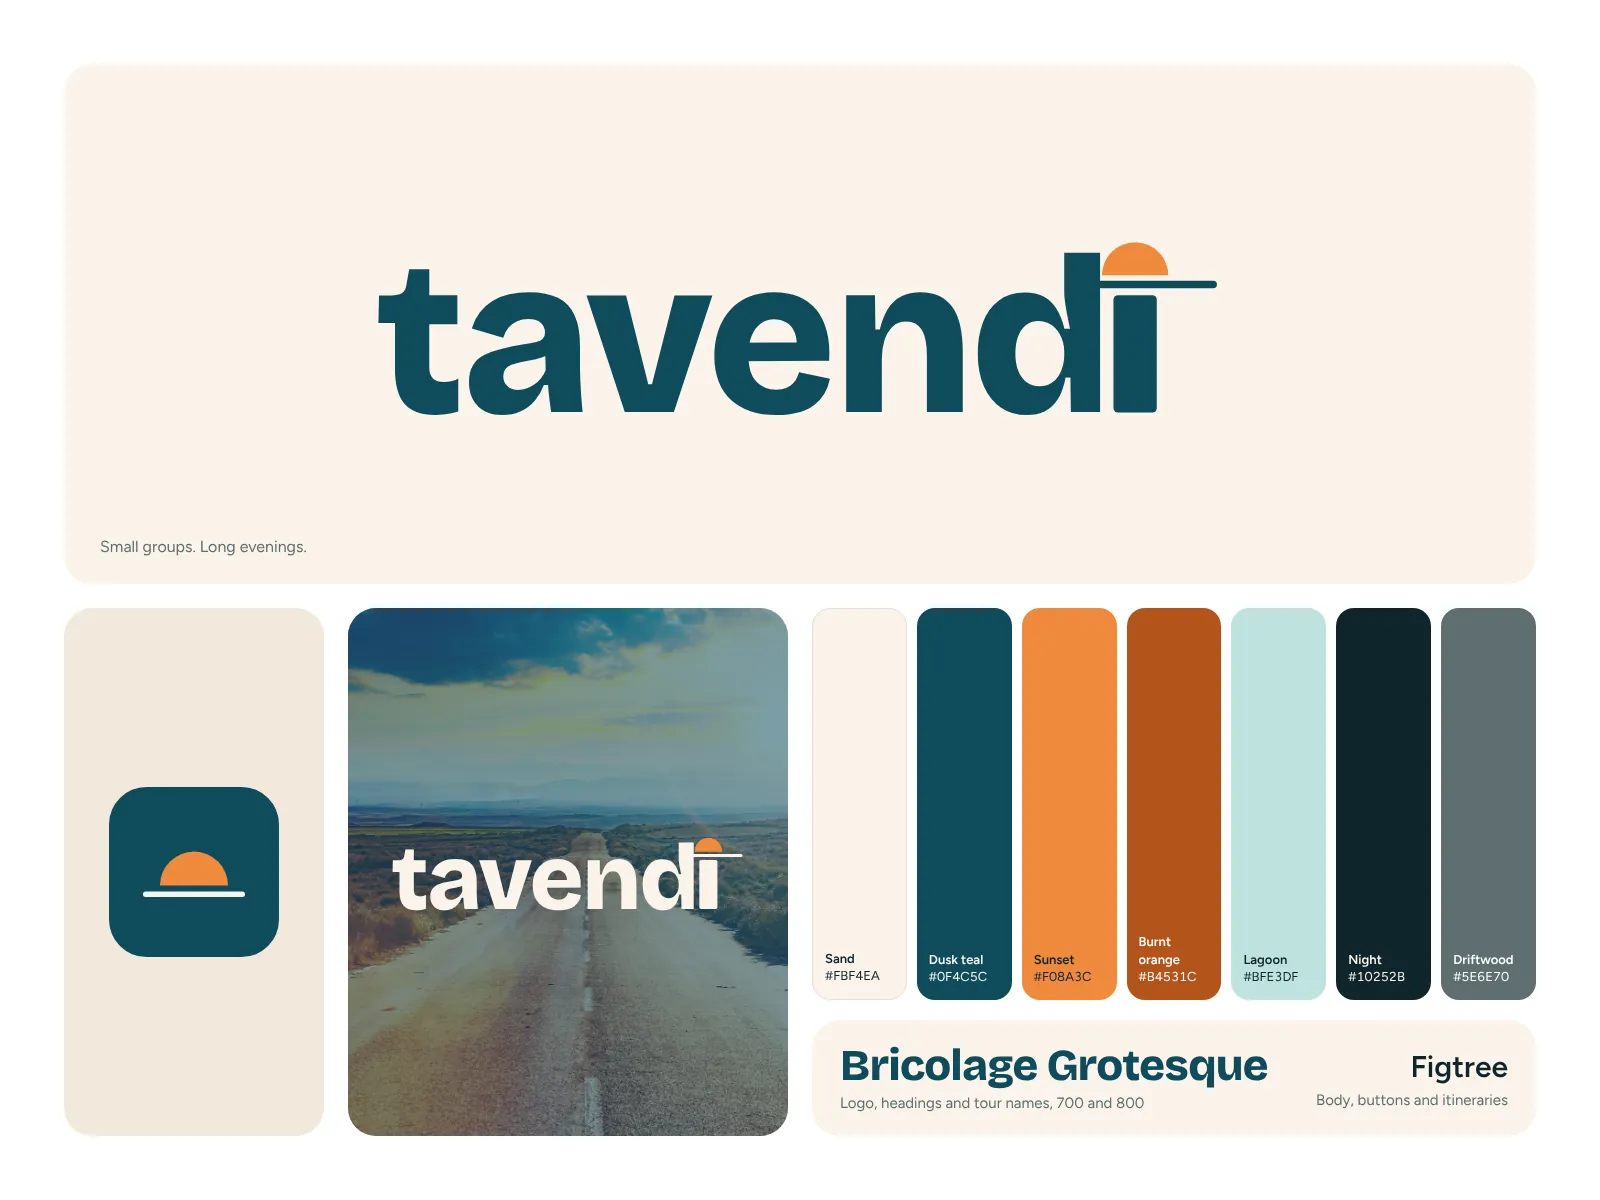 tavendi
Small groups. Long evenings.
tavendi
Sand
#FBF4EA
Dusk teal
#0F4C5C
Sunset
#F08A3C
Burnt
orange
#B4531C
Lagoon
#BFE3DF
Night
#10252B
Driftwood
#5E6E70
Bricolage Grotesque
Logo, headings and tour names, 700 and 800
Figtree
Body, buttons and itineraries